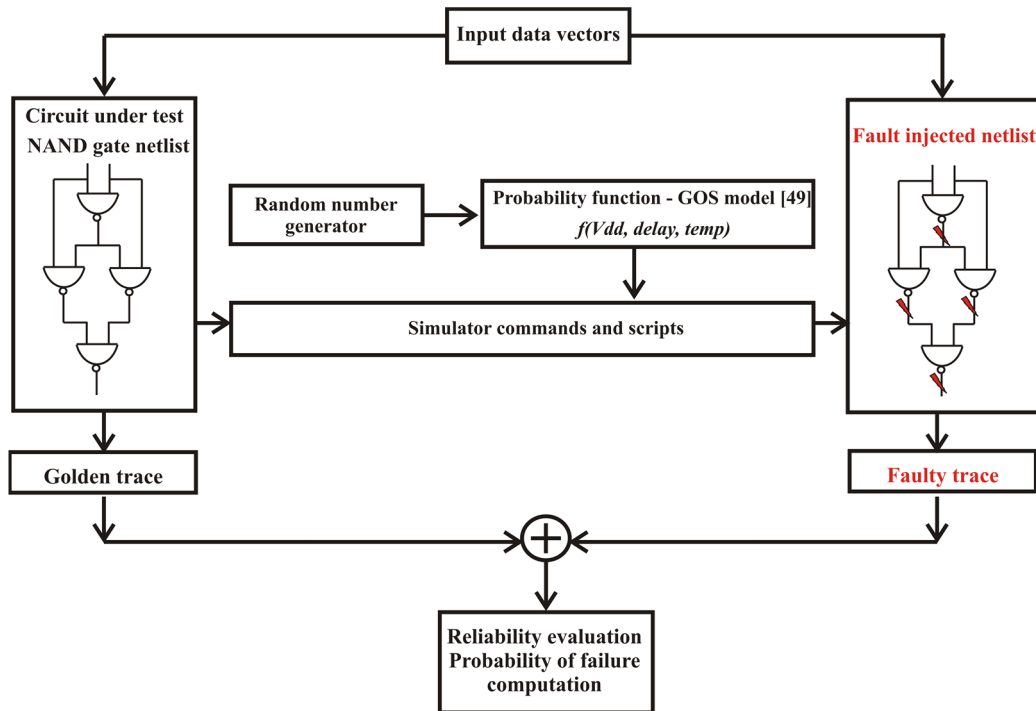 Input data vectors
Circuit under test
NAND gate netlist
Fault injected netlist
Random number
generator
Probability function - GOS model [49]
f(Vdd, delay, temp)
Simulator commands and scripts
Golden trace
Faulty trace
Reliability evaluation
Probability of failure
computation